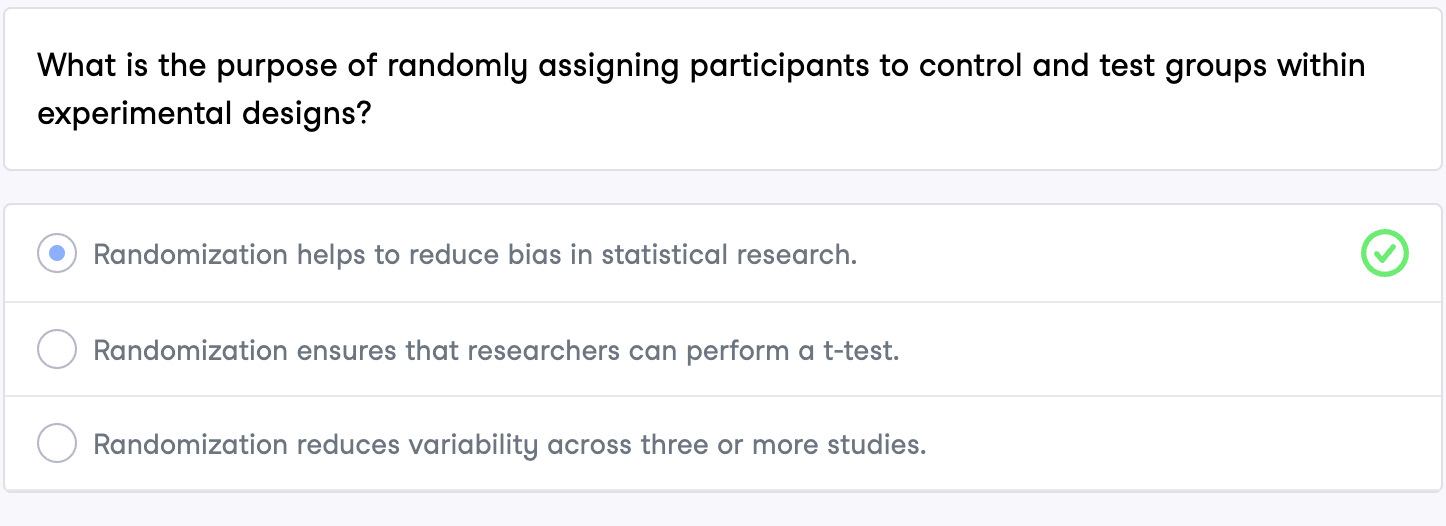 What is the purpose of randomly assigning participants to control and test groups within
experimental designs?
Randomization helps to reduce bias in statistical research.
Randomization ensures that researchers can perform a t-test.
Randomization reduces variability across three or more studies.